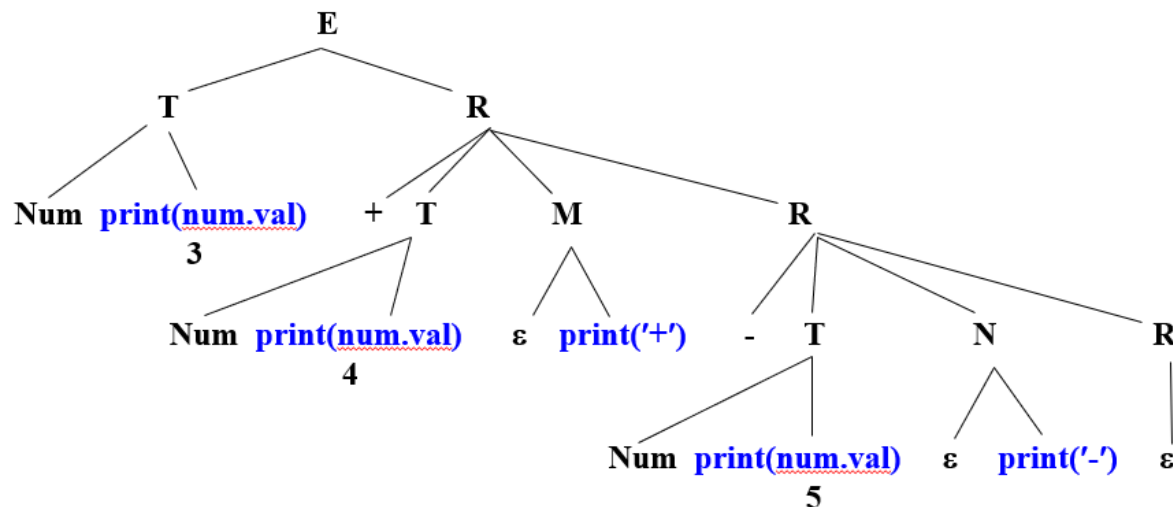 E
T R
Num print(num.val) + T M R
3
Num print(num.val) ε print('+') - T N R
4
Num print(num.val) ε print('-') ε
5